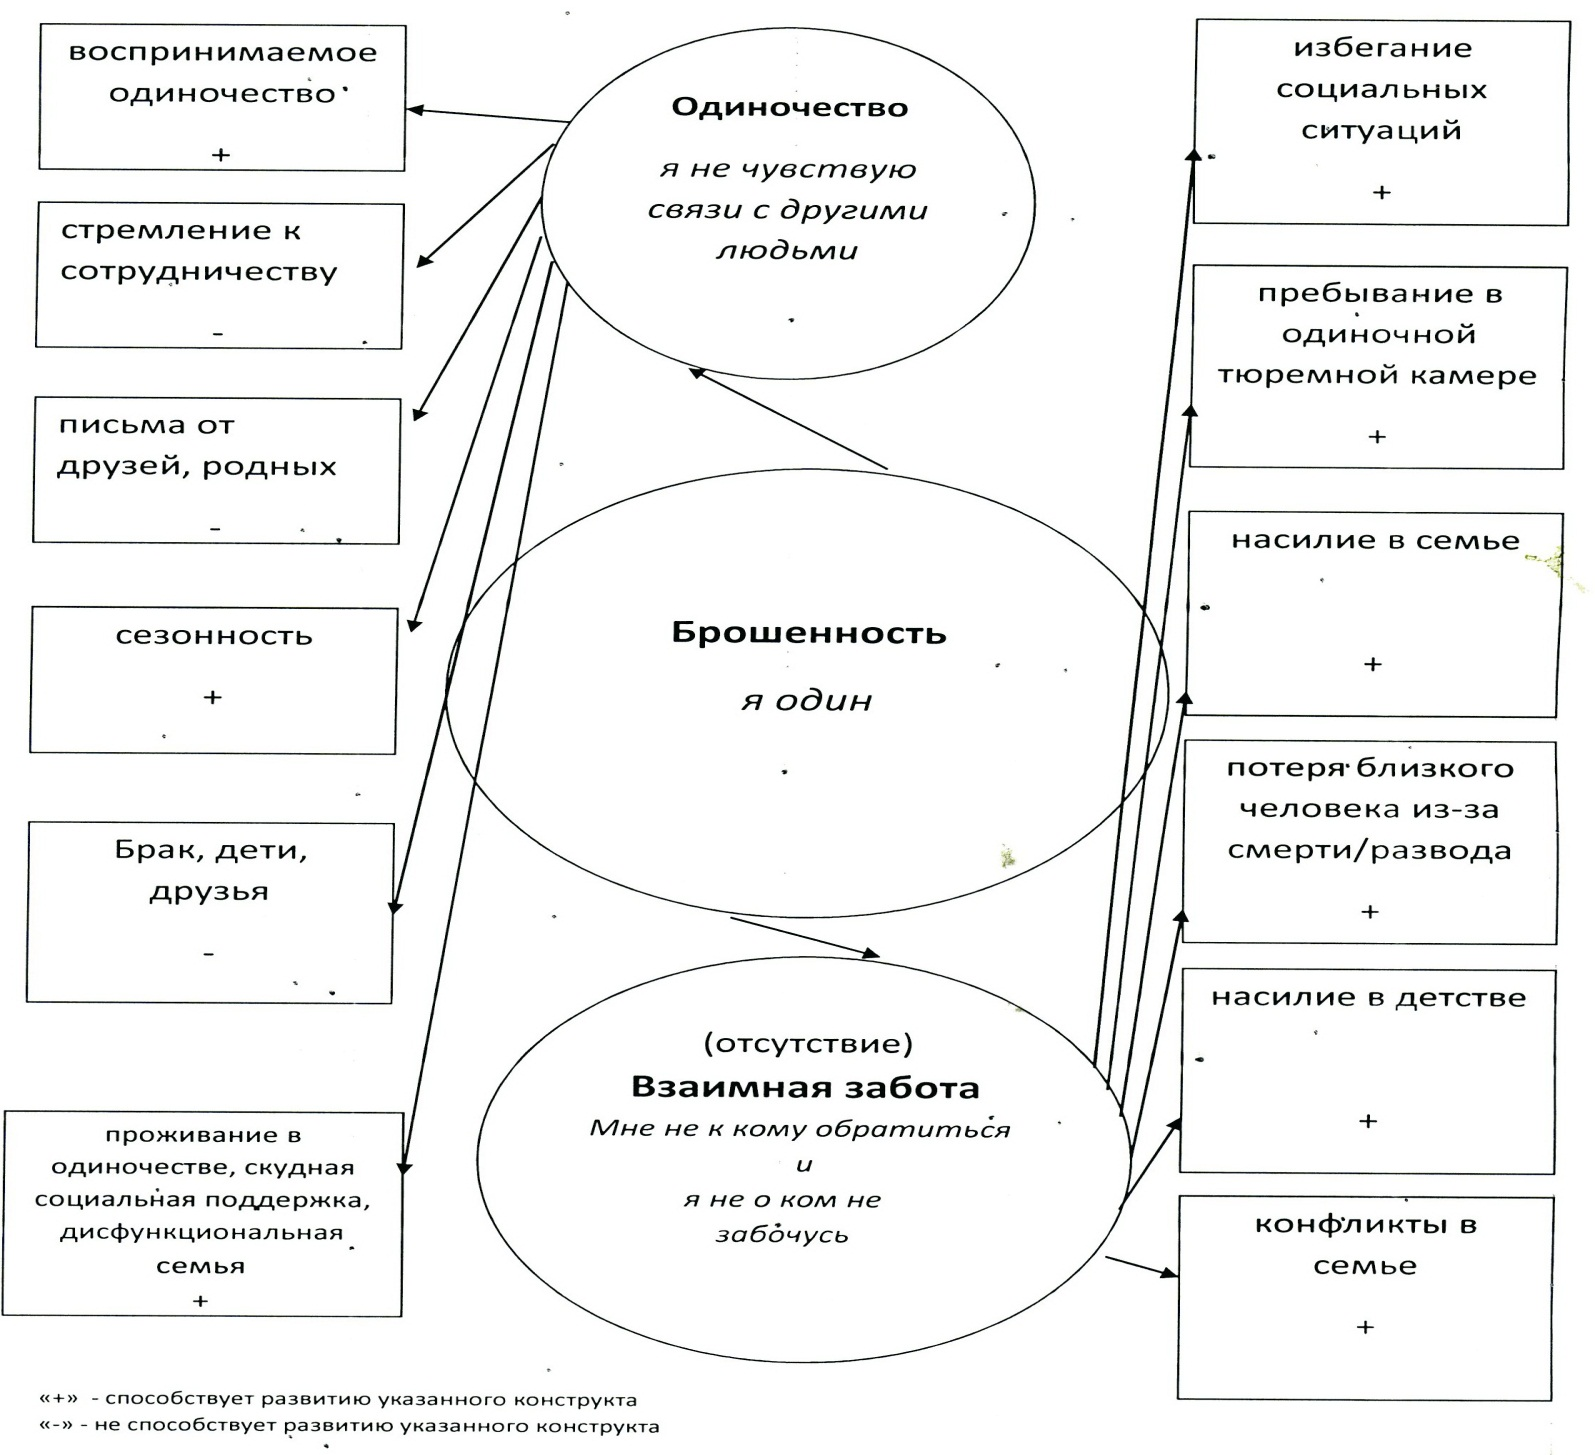 воспринимаемое
одиночество
+
стремление к
сотрудничеству
-
письма от
друзей, родных
-
сезонность
+
Брак, дети,
друзья
-
проживание в
одиночестве, скудная
социальная поддержка,
дисфункциональная
семья
+
Одиночество
я не чувствую
связи с другими
людьми
Брошенность
я один
(отсутствие)
Взаимная забота
Мне не к кому обратиться
и
я не о ком не
забочусь
избегание
социальных
ситуаций
+
пребывание в
одиночной
тюремной камере
+
насилие в семье
+
потеря близкого
человека из-за
смерти/развода
+
насилие в детстве
+
конфликты в
семье
+
«+» - способствует развитию указанного конструкта
«-» - не способствует развитию указанного конструкта